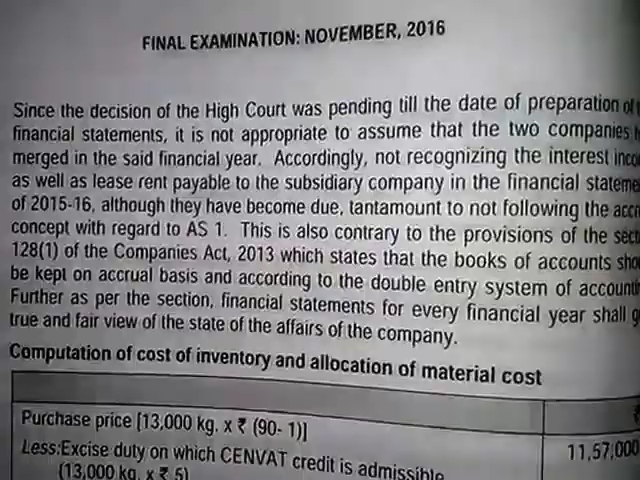 FINAL EXAMINATION: NOVEMBER, 2016
Since the decision of the High Court was pending till the date of preparation of
financial statements, it is not appropriate to assume that the two companies
merged in the said financial year. Accordingly, not recognizing the interest
as well as lease rent payable to the subsidiary company in the financial
of 2015-16, although they have become due, tantamount to not following the
concept with regard to AS 1. This is also contrary to the provisions of the
128(1) of the Companies Act, 2013 which states that the books of accounts
be kept on accrual basis and according to the double entry system of
Further as per the section, financial statements for every financial year shall
true and fair view of the state of the affairs of the company.
Computation of cost of inventory and allocation of material cost
₹
Purchase price [13,000 kg. x ₹ (90- 1)]
11,57,000
Less:Excise duty on which CENVAT credit is admissible
(13,000 kg. x ₹ 5)